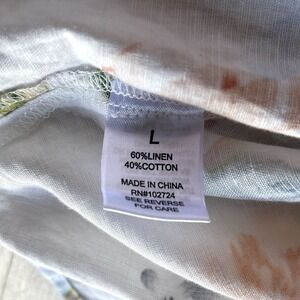 L
60%LINEN
40%COTTON
MADE IN CHINA
RN#102724
SEE REVERSE
FOR CARE